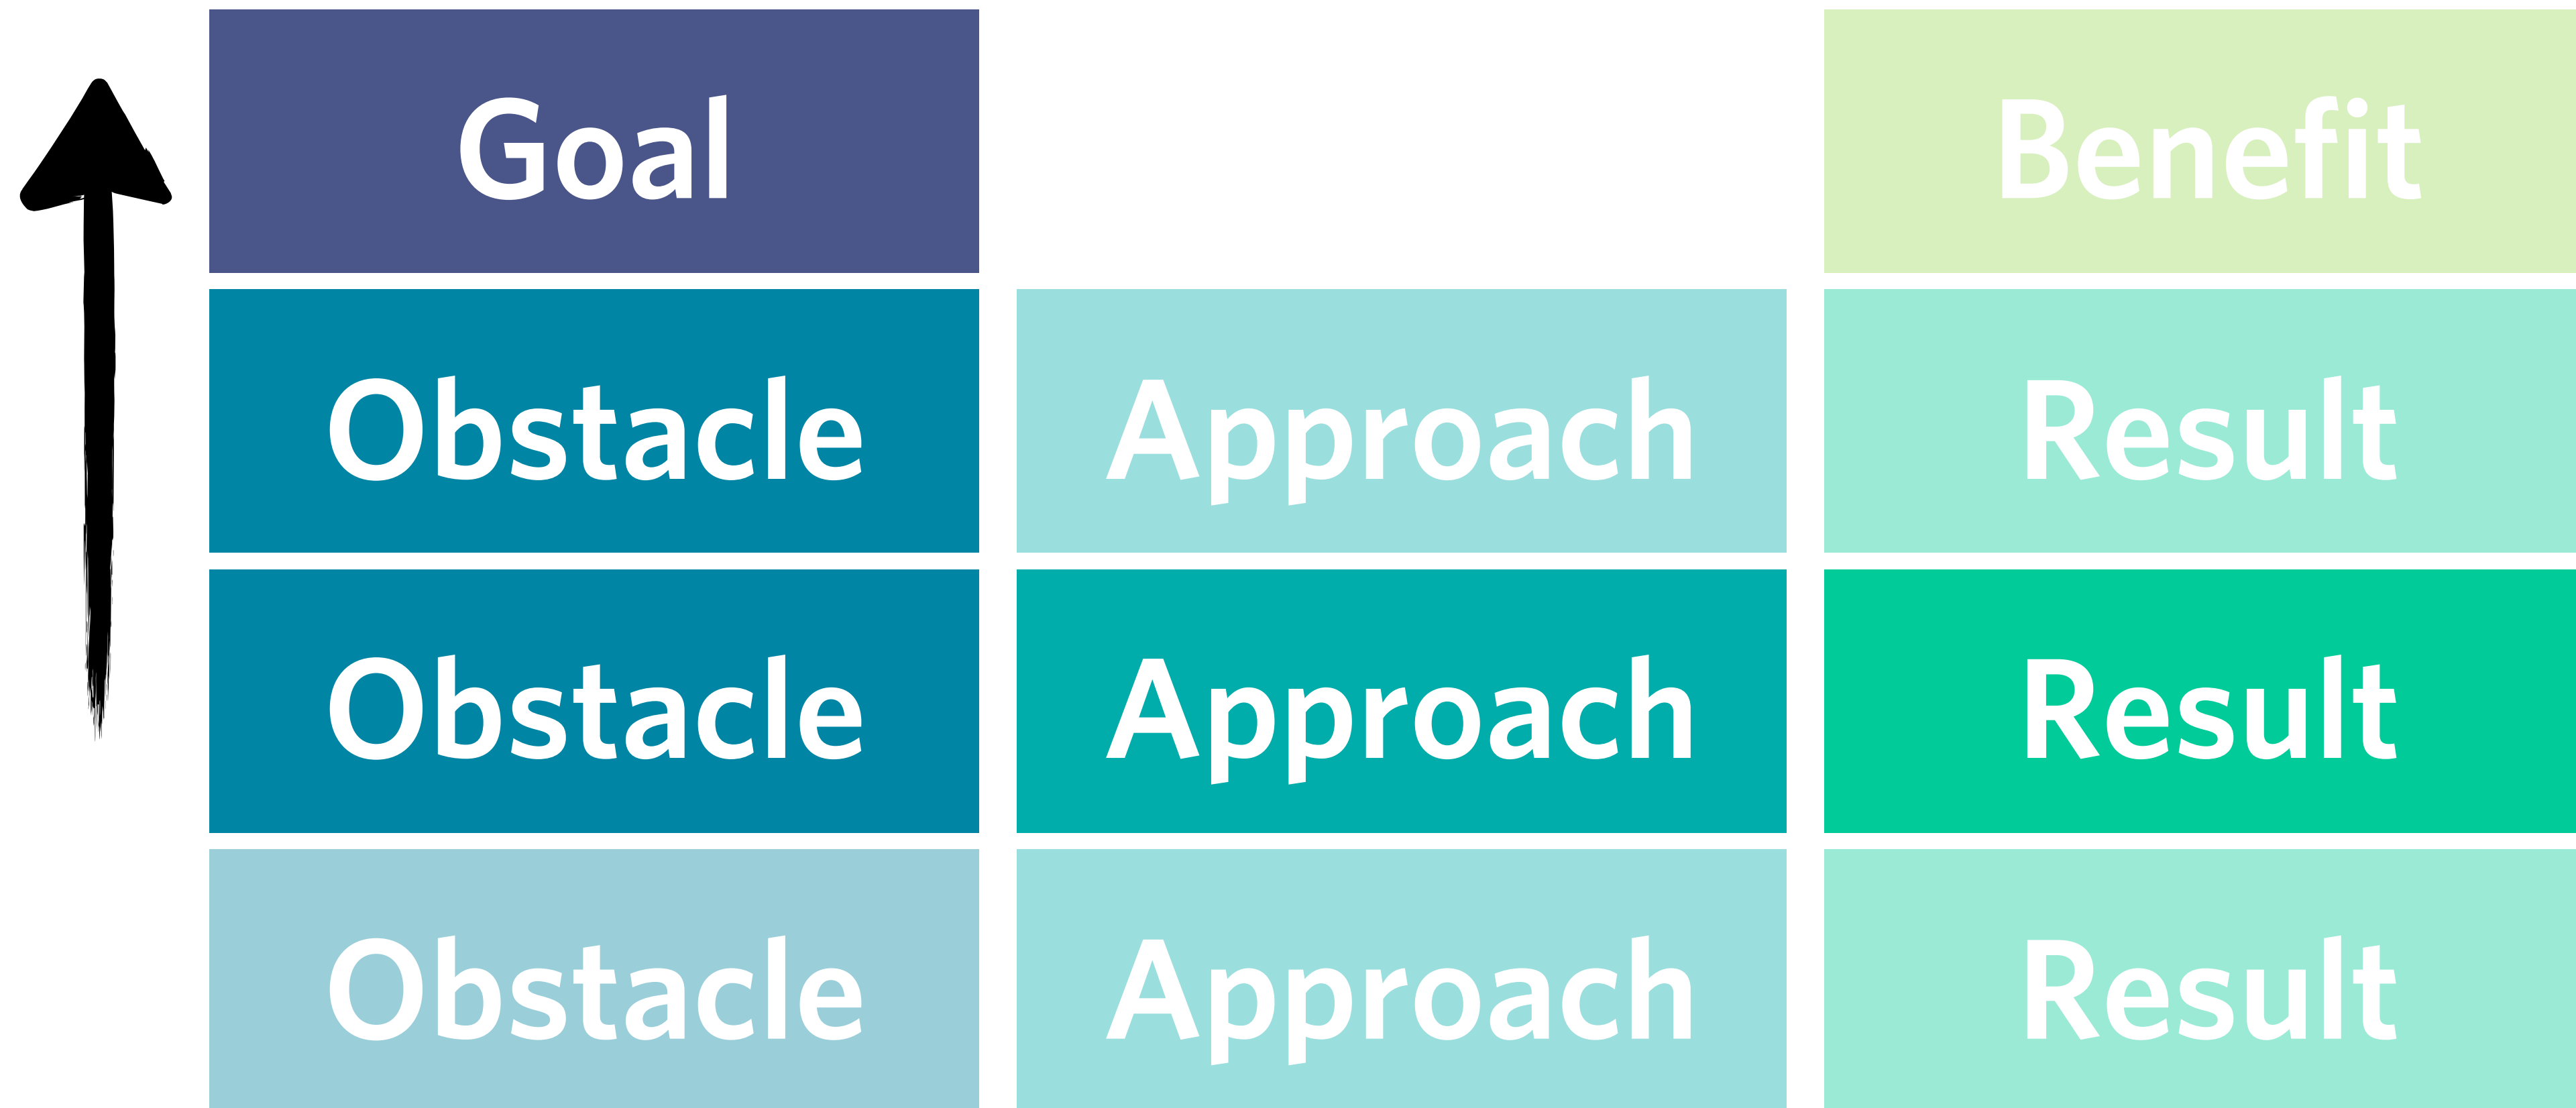 Goal
Benefit
Obstacle
Approach
Result
Obstacle
Approach
Result
Obstacle
Approach
Result